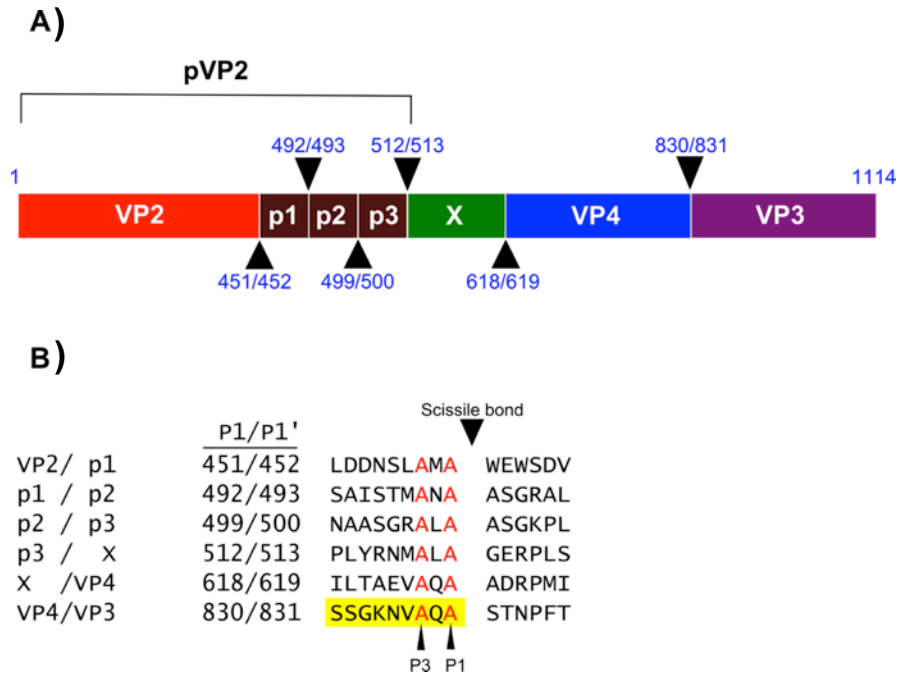 A)
pVP2
492/493 512/513 830/831
1 1114
VP2 p1 p2 p3 X VP4 VP3
451/452 499/500 618/619
B)
Scissile bond
P1/P1'
VP2/ p1 451/452 LDDNSLAMA WEWSDV
p1 / p2 492/493 SAISTMANA ASGRAL
p2 / p3 499/500 NAASGRALA ASGKPL
p3 / X 512/513 PLYRNMALA GERPLS
X /VP4 618/619 ILTAEVAQA ADRPMI
VP4/VP3 830/831 SSGKNVAQA STNPFT
P3 P1